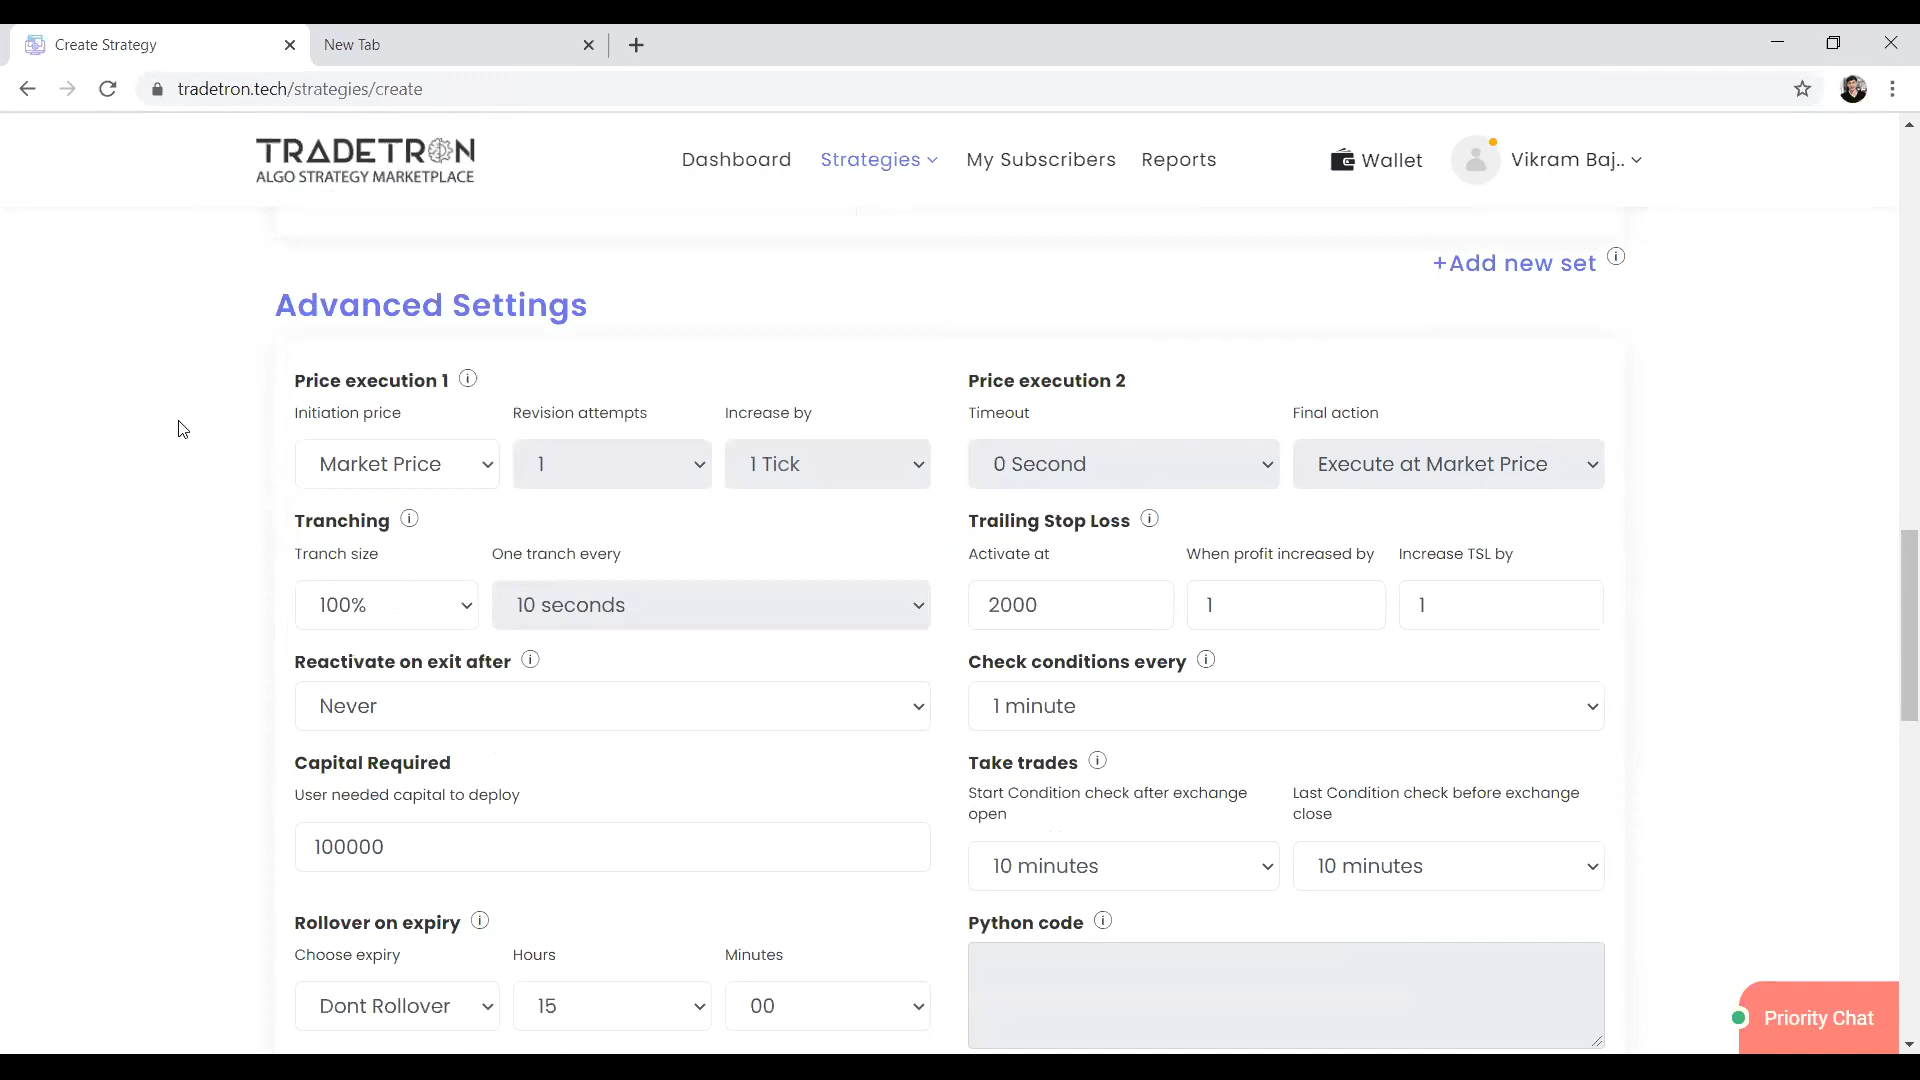 Create Strategy
New Tab
tradetron.tech/strategies/create
TRADETRON
ALGO STRATEGY MARKETPLACE
Dashboard Strategies My Subscribers Reports Wallet Vikram Baj..
+Add new set
Advanced Settings
Price execution 1
Initiation price Revision attempts Increase by
Market Price 1 1 Tick
Price execution 2
Timeout Final action
0 Second Execute at Market Price
Tranching
Tranch size One tranch every
100% 10 seconds
Trailing Stop Loss
Activate at When profit increased by Increase TSL by
2000 1 1
Reactivate on exit after
Never
Check conditions every
1 minute
Capital Required
User needed capital to deploy
100000
Take trades
Start Condition check after exchange
open
Last Condition check before exchange
close
10 minutes 10 minutes
Rollover on expiry
Choose expiry Hours Minutes
Dont Rollover 15 00
Python code
Priority Chat